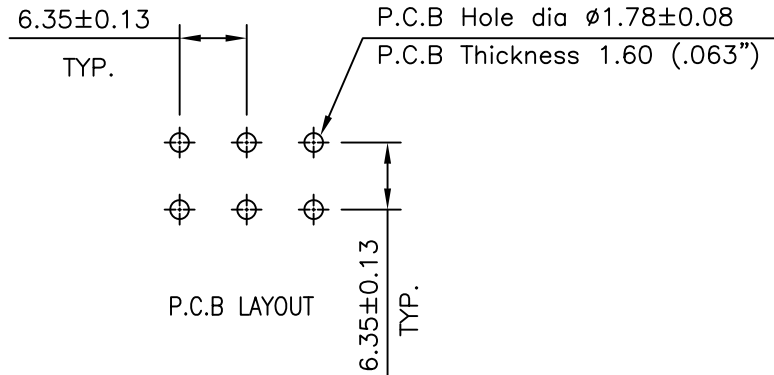 6.35±0.13
TYP.
P.C.B Hole dia ø1.78±0.08
P.C.B Thickness 1.60 (.063”)
6.35±0.13
TYP.
P.C.B LAYOUT